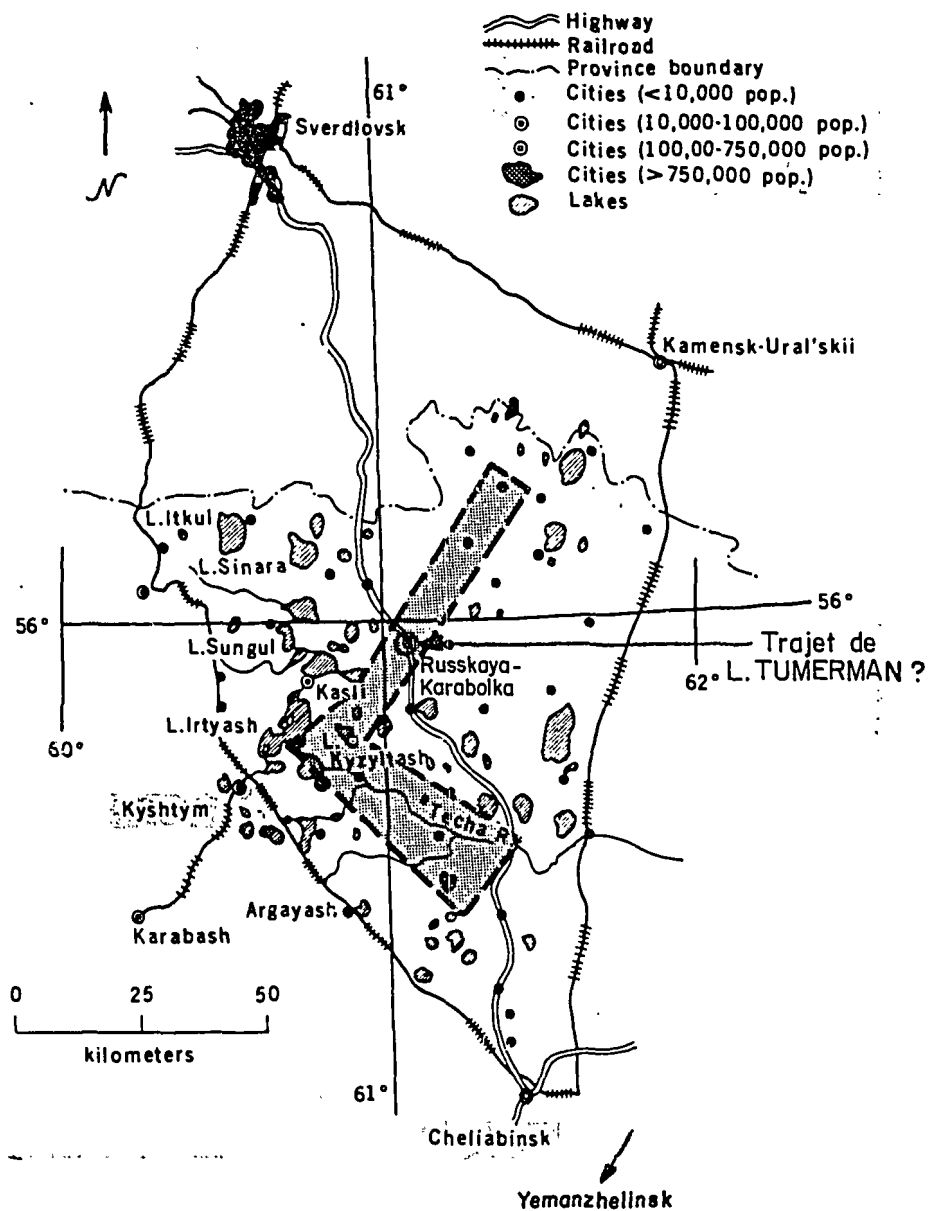 Highway
Railroad
Province boundary
Cities (<10,000 pop.)
Cities (10,000-100,000 pop.)
Cities (100,00-750,000 pop.)
Cities (>750,000 pop.)
Lakes
N
61°
Sverdlovsk
Kamensk-Ural'skii
L.Itkul
L.Sinara
56°
56°
L.Sungul
Trajet de
L.TUMERMAN ?
62°
Russkaya-
Karabolka
Kasli
L.Irtyash
60°
L.
Kyzyltash
Kyshtym
Techa R.
Argayash
Karabash
0 25 50
kilometers
61°
Cheliabinsk
Yemanzhelinsk